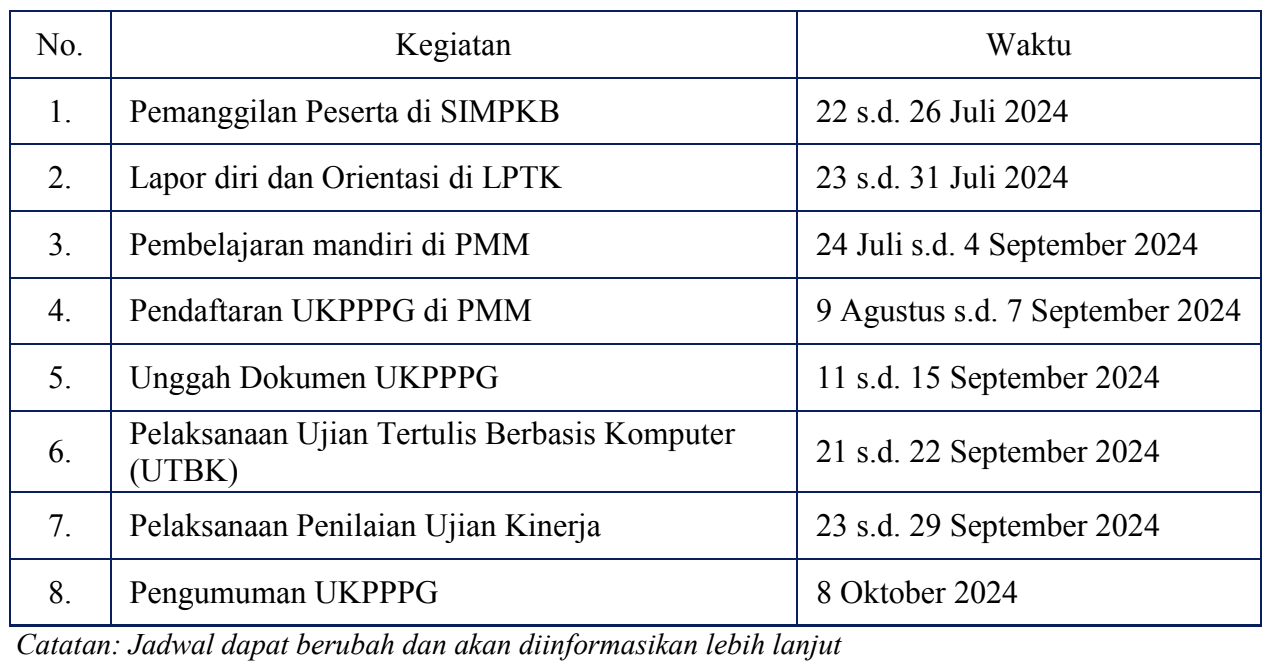 No. Kegiatan Waktu
1. Pemanggilan Peserta di SIMPKB 22 s.d. 26 Juli 2024
2. Lapor diri dan Orientasi di LPTK 23 s.d. 31 Juli 2024
3. Pembelajaran mandiri di PMM 24 Juli s.d. 4 September 2024
4. Pendaftaran UKPPPG di PMM 9 Agustus s.d. 7 September 2024
5. Unggah Dokumen UKPPPG 11 s.d. 15 September 2024
6. Pelaksanaan Ujian Tertulis Berbasis Komputer
(UTBK) 21 s.d. 22 September 2024
7. Pelaksanaan Penilaian Ujian Kinerja 23 s.d. 29 September 2024
8. Pengumuman UKPPPG 8 Oktober 2024
Catatan: Jadwal dapat berubah dan akan diinformasikan lebih lanjut